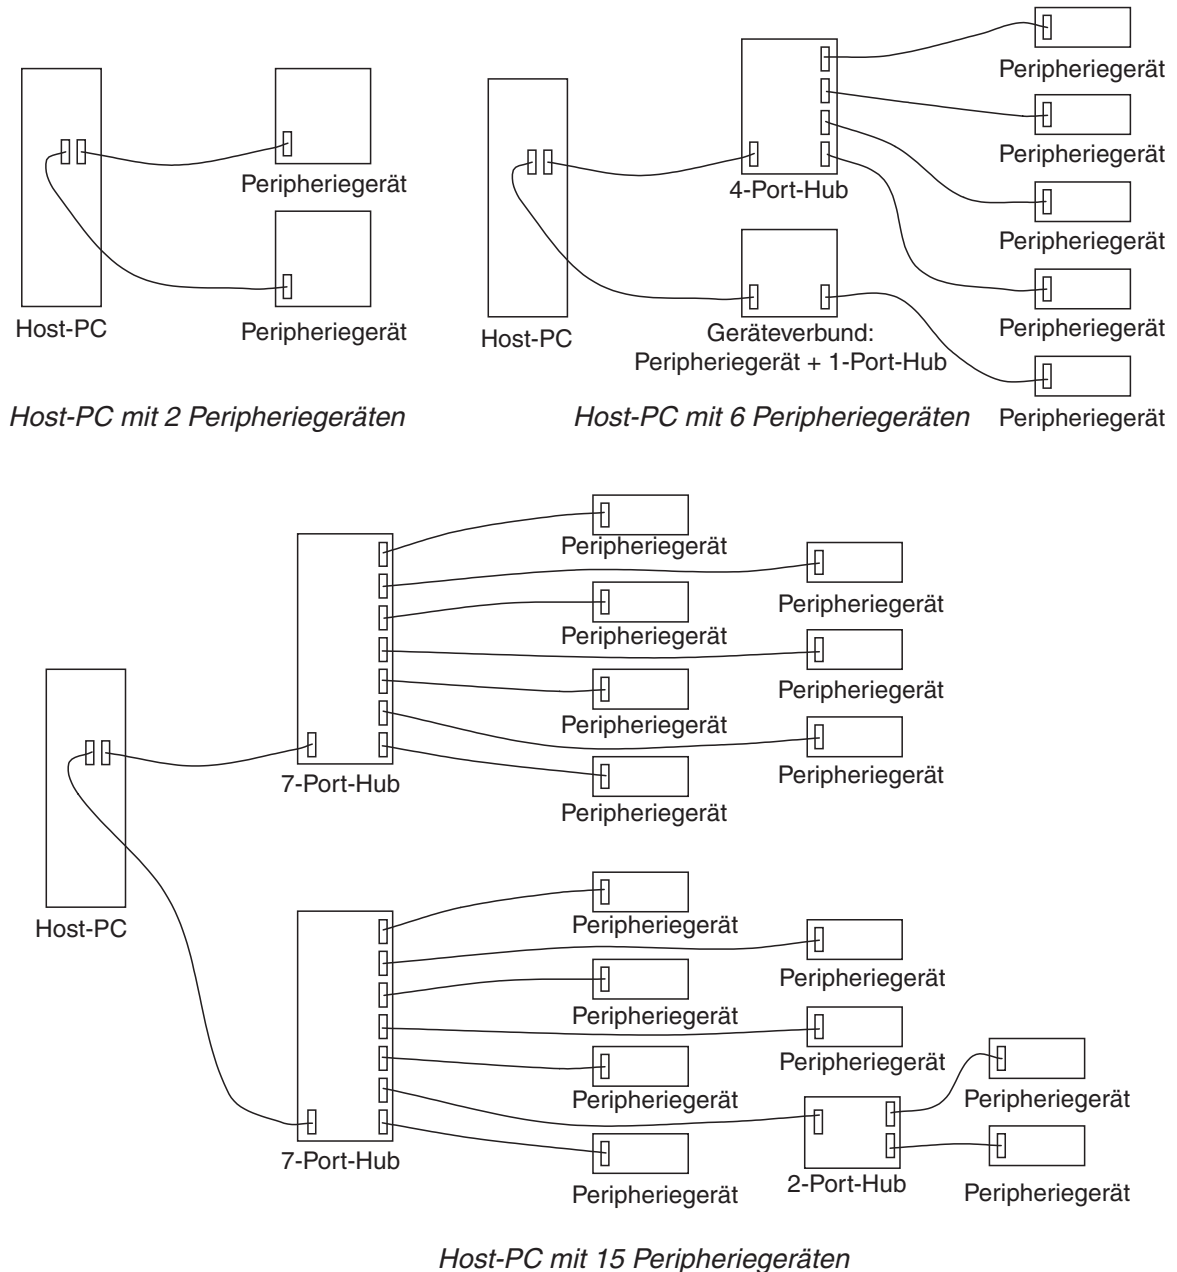 Peripheriegerät
Host-PC
Peripheriegerät
Host-PC mit 2 Peripheriegeräten
Peripheriegerät
Peripheriegerät
4-Port-Hub
Peripheriegerät
Peripheriegerät
Host-PC
Geräteverbund:
Peripheriegerät + 1-Port-Hub
Peripheriegerät
Host-PC mit 6 Peripheriegeräten
Peripheriegerät
Peripheriegerät
Peripheriegerät
Peripheriegerät
Peripheriegerät
Peripheriegerät
7-Port-Hub
Peripheriegerät
Host-PC
Peripheriegerät
Peripheriegerät
Peripheriegerät
Peripheriegerät
Peripheriegerät
Peripheriegerät
7-Port-Hub
Peripheriegerät
2-Port-Hub
Peripheriegerät
Peripheriegerät
Host-PC mit 15 Peripheriegeräten